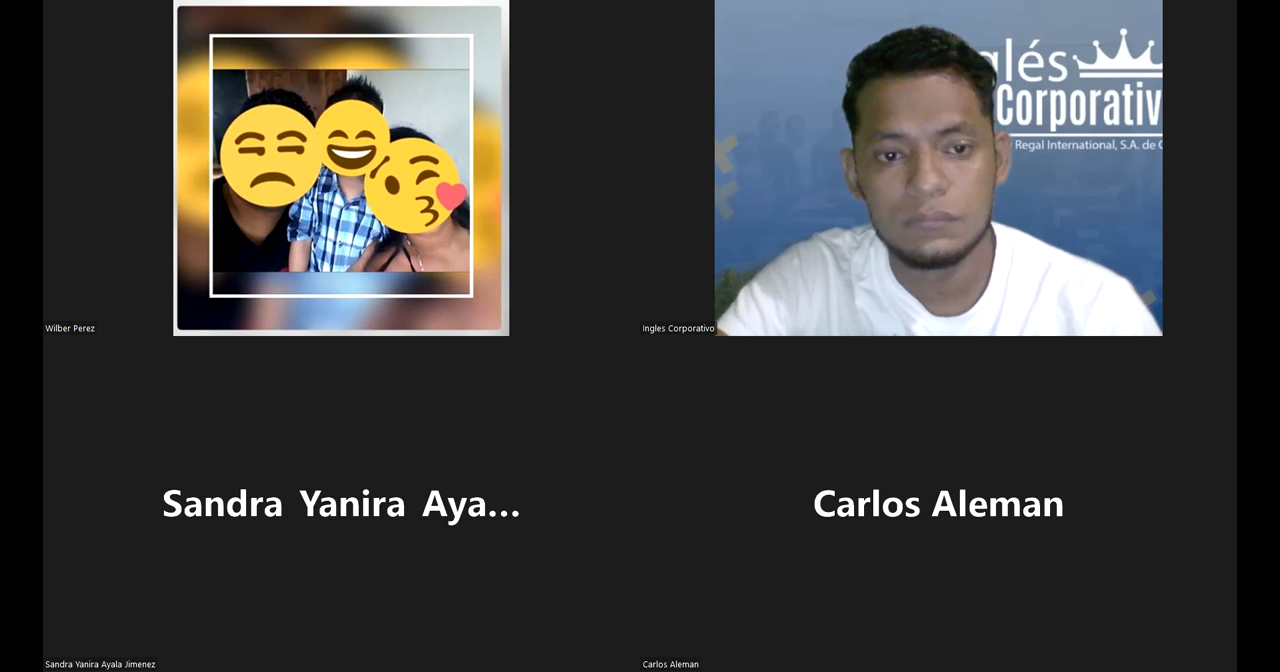 glés
Corporativ
Regal International, S.A. de C
Wilber Perez
Ingles Corporativo
Sandra Yanira Aya...
Carlos Aleman
Sandra Yanira Ayala Jimenez
Carlos Aleman